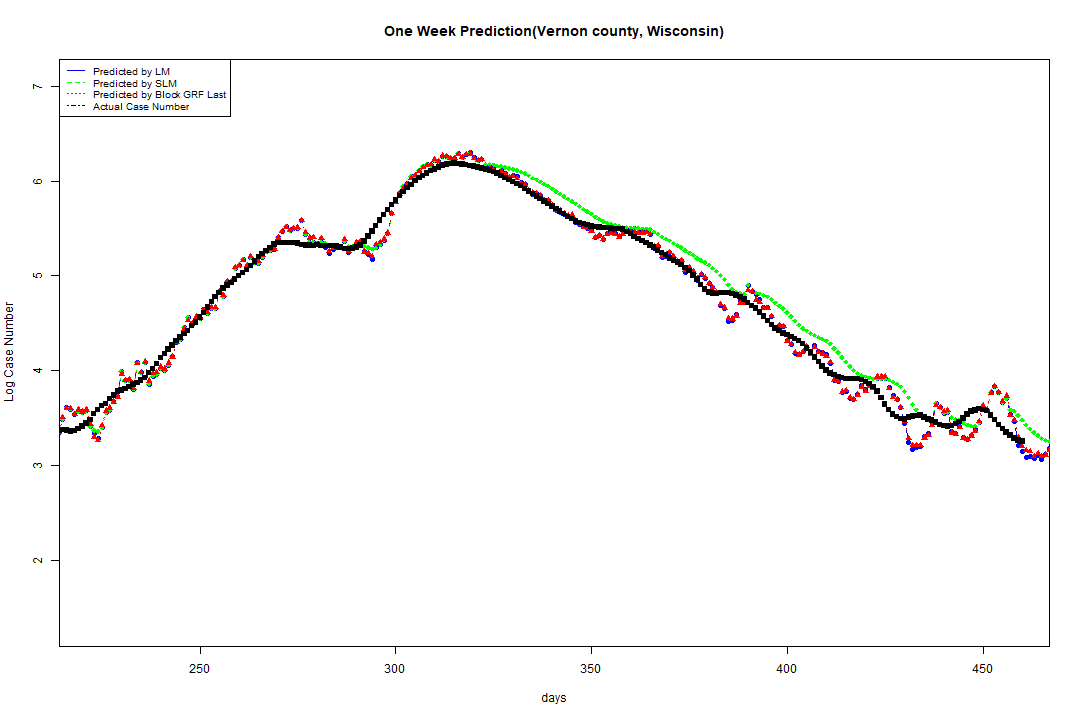 One Week Prediction(Vernon county, Wisconsin)
Predicted by LM
Predicted by SLM
Predicted by Block GRF Last
Actual Case Number
7
6
5
4
3
2
Log Case Number
250 300 350 400 450
days